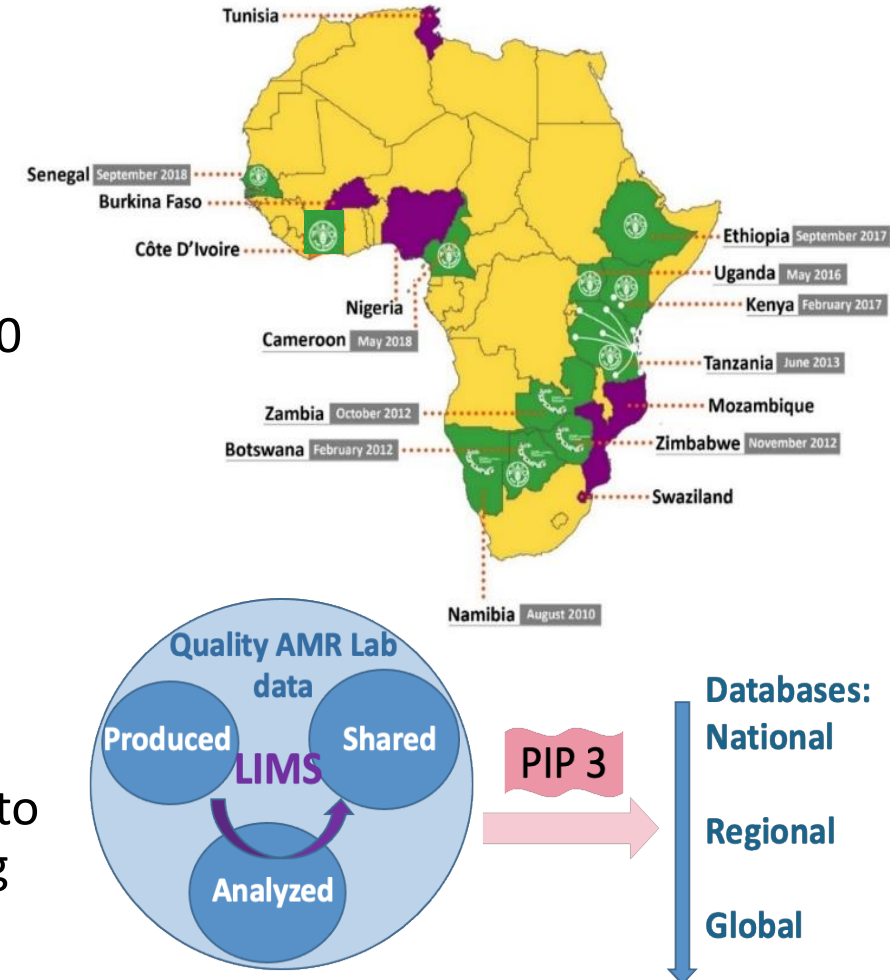 Tunisia
Senegal September 2018
Burkina Faso
Côte D’Ivoire
Nigeria
Cameroon May 2018
Ethiopia September 2017
Uganda May 2016
Kenya February 2017
Tanzania June 2013
Zambia October 2012
Mozambique
Botswana February 2012
Zimbabwe November 2012
Swaziland
Namibia August 2010
0
to
g
Quality AMR Lab
data
Produced
Shared
LIMS
Analyzed
PIP 3
Databases:
National
Regional
Global